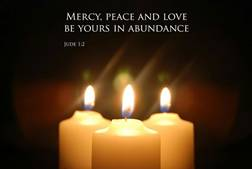 Mercy, peace and love
be yours in abundance
Jude 1:2